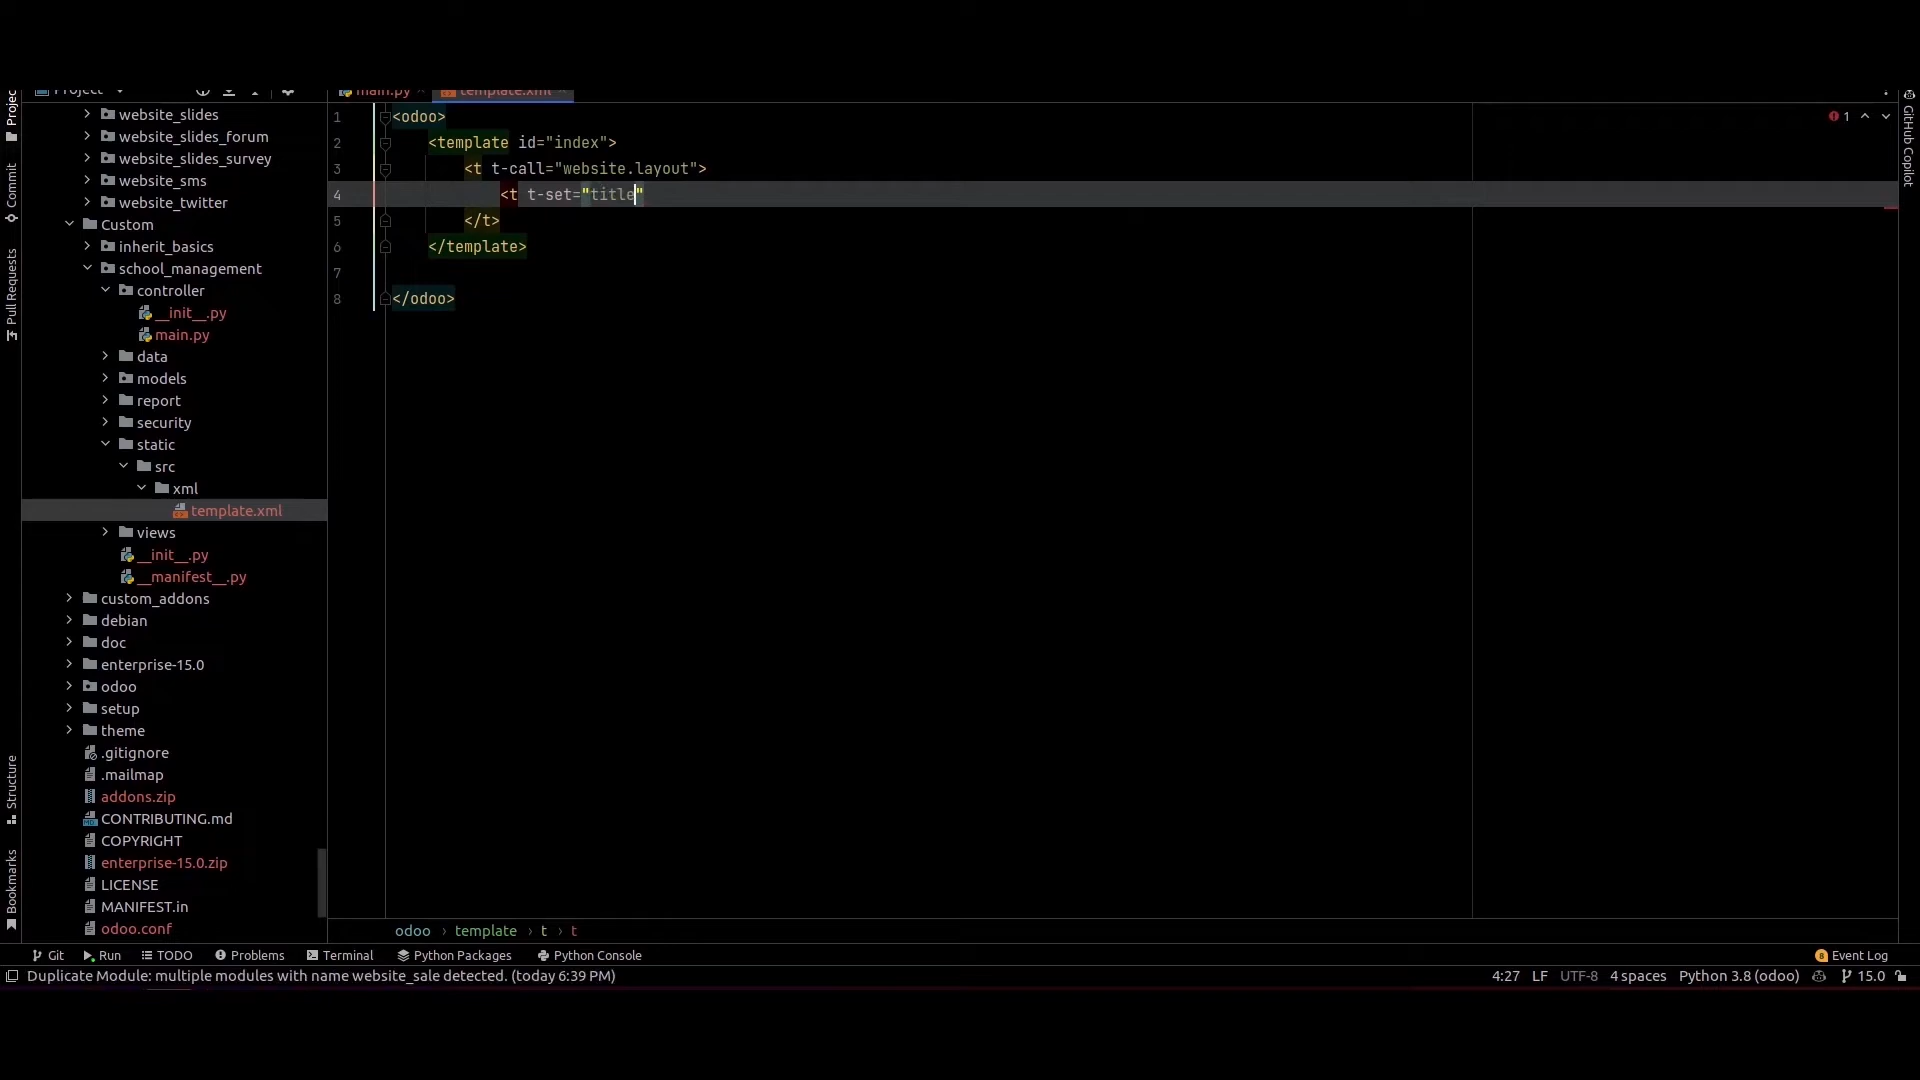 Project
main.py
template.xml
Project
Commit
Pull Requests
Structure
Bookmarks
website_slides
website_slides_forum
website_slides_survey
website_sms
website_twitter
Custom
inherit_basics
school_management
controller
__init__.py
main.py
data
models
report
security
static
src
xml
template.xml
views
__init__.py
__manifest__.py
custom_addons
debian
doc
enterprise-15.0
odoo
setup
theme
.gitignore
.mailmap
addons.zip
CONTRIBUTING.md
COPYRIGHT
enterprise-15.0.zip
LICENSE
MANIFEST.in
odoo.conf
1 <odoo>
2 <template id="index">
3 <t t-call="website.layout">
4 <t t-set="title"
5 </t>
6 </template>
7
8 </odoo>
1
GitHub Copilot
odoo › template › t › t
Git Run TODO Problems Terminal Python Packages Python Console Event Log
Duplicate Module: multiple modules with name website_sale detected. (today 6:39 PM) 4:27 LF UTF-8 4 spaces Python 3.8 (odoo) 15.0